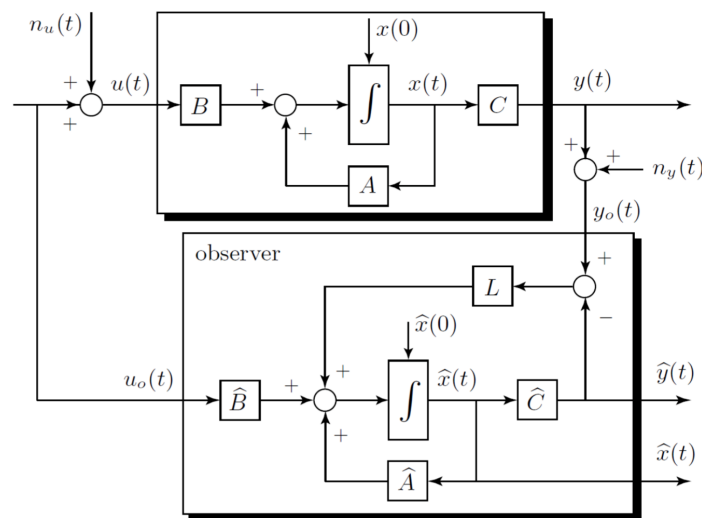 n_u(t)
x(0)
+
u(t)
B
+
∫
x(t)
C
y(t)
+
+
A
+
+
n_y(t)
y_o(t)
observer
+
L
−
x̂(0)
u_o(t)
B̂
+
+
∫
x̂(t)
Ĉ
ŷ(t)
+
Â
x̂(t)